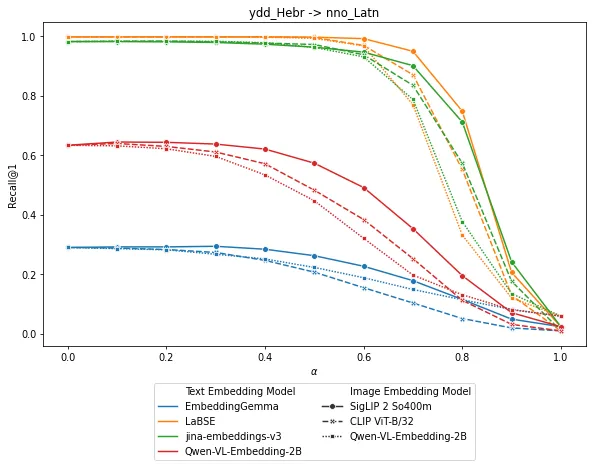 ydd_Hebr -> nno_Latn
1.0
0.8
0.6
0.4
0.2
0.0
Recall@1
0.0 0.2 0.4 0.6 0.8 1.0
α
Text Embedding Model
EmbeddingGemma
LaBSE
jina-embeddings-v3
Qwen-VL-Embedding-2B
Image Embedding Model
SigLIP 2 So400m
CLIP ViT-B/32
Qwen-VL-Embedding-2B